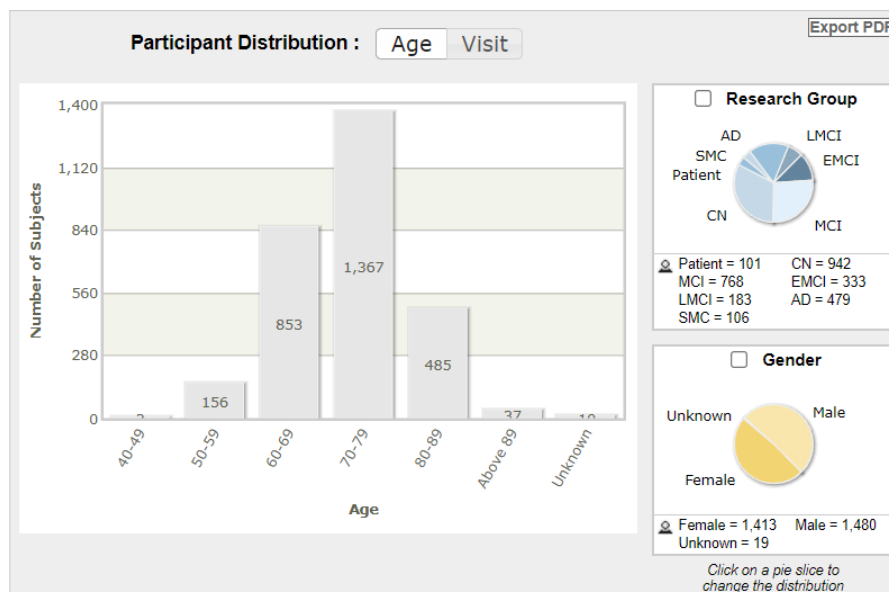 Export PDF
Participant Distribution : Age Visit
1,400
1,120
840
560
280
0
Number of Subjects
156
853
1,367
485
37
40-49
50-59
60-69
70-79
80-89
Above 89
Unknown
Age
Research Group
AD
LMCI
SMC
EMCI
Patient
CN
MCI
Patient = 101 CN = 942
MCI = 768 EMCI = 333
LMCI = 183 AD = 479
SMC = 106
Gender
Unknown
Male
Female
Female = 1,413 Male = 1,480
Unknown = 19
Click on a pie slice to
change the distribution